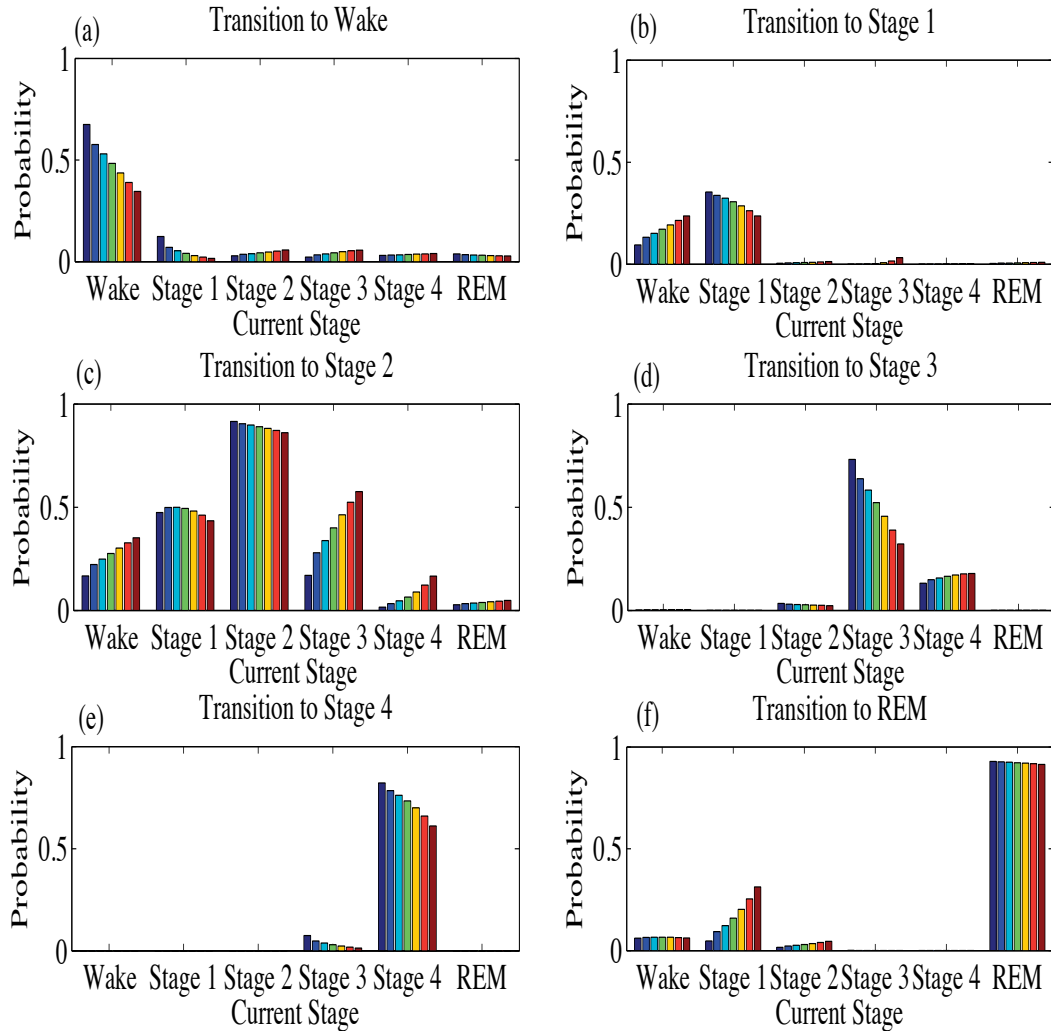 (a) Transition to Wake
1
0.5
0
Probability
Wake Stage 1 Stage 2 Stage 3 Stage 4 REM
Current Stage
(b) Transition to Stage 1
1
0.5
0
Probability
Wake Stage 1 Stage 2 Stage 3 Stage 4 REM
Current Stage
(c) Transition to Stage 2
1
0.5
0
Probability
Wake Stage 1 Stage 2 Stage 3 Stage 4 REM
Current Stage
(d) Transition to Stage 3
1
0.5
0
Probability
Wake Stage 1 Stage 2 Stage 3 Stage 4 REM
Current Stage
(e) Transition to Stage 4
1
0.5
0
Probability
Wake Stage 1 Stage 2 Stage 3 Stage 4 REM
Current Stage
(f) Transition to REM
1
0.5
0
Probability
Wake Stage 1 Stage 2 Stage 3 Stage 4 REM
Current Stage